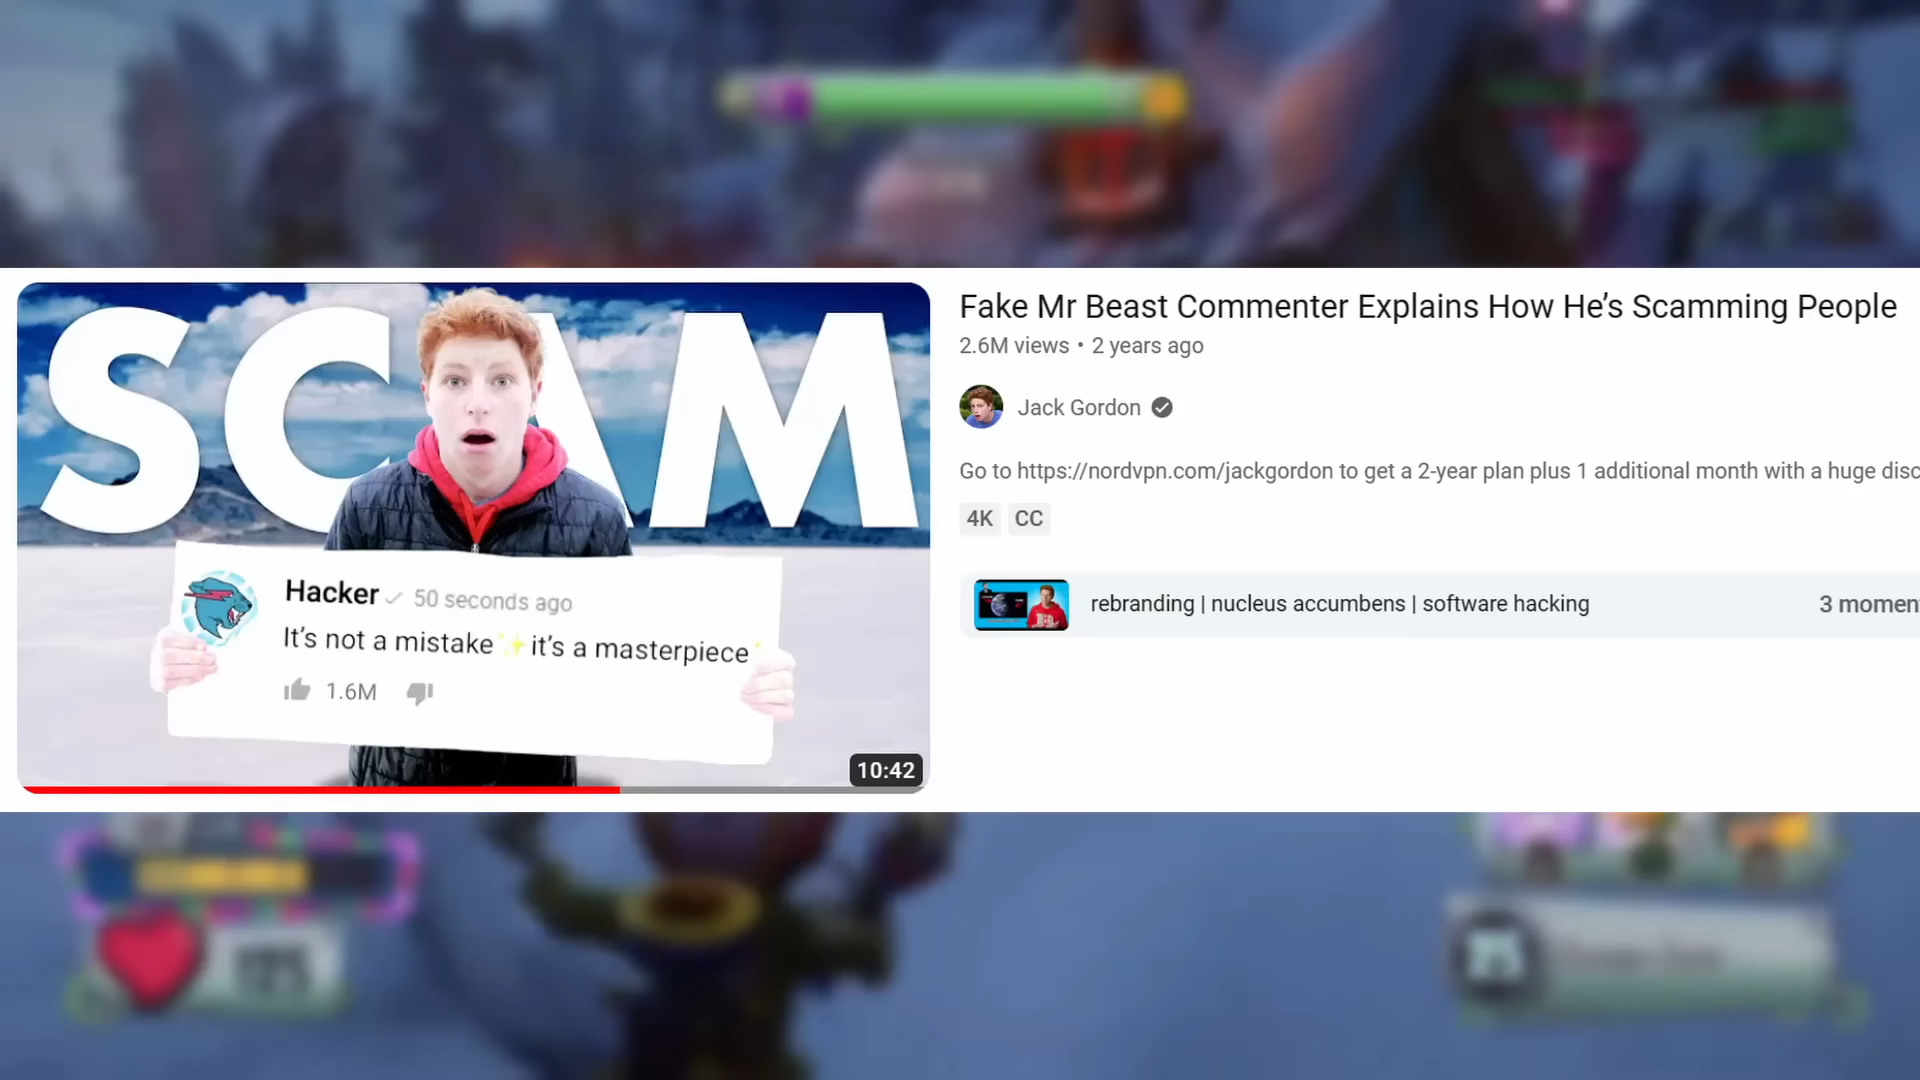 SCAM
Hacker 50 seconds ago
It's not a mistake ✨it's a masterpiece
1.6M
10:42
Fake Mr Beast Commenter Explains How He's Scamming People
2.6M views • 2 years ago
Jack Gordon
Go to https://nordvpn.com/jackgordon to get a 2-year plan plus 1 additional month with a huge disc
4K CC
rebranding | nucleus accumbens | software hacking
3 momen